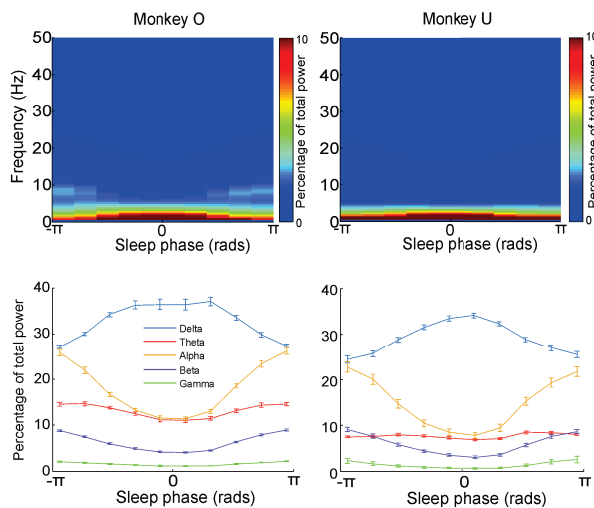 Monkey O
Monkey U
50
40
30
20
10
0
Frequency (Hz)
-π
0
π
Sleep phase (rads)
10
0
Percentage of total power
50
40
30
20
10
0
-π
0
π
Sleep phase (rads)
10
0
Percentage of total power
40
30
20
10
0
Percentage of total power
Delta
Theta
Alpha
Beta
Gamma
-π
0
π
Sleep phase (rads)
40
30
20
10
0
-π
0
π
Sleep phase (rads)